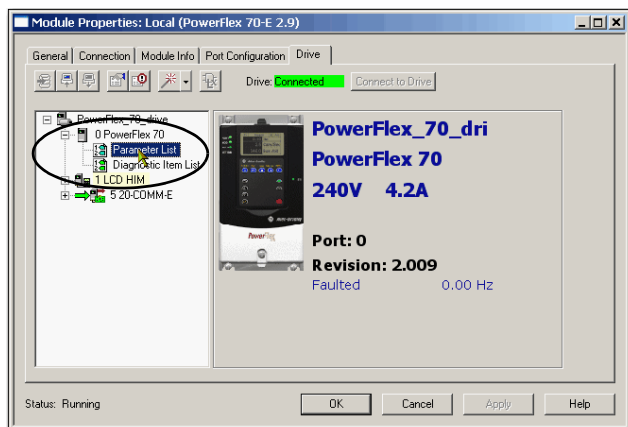 Module Properties: Local (PowerFlex 70-E 2.9)
General Connection Module Info Port Configuration Drive
Drive: Connected Connect to Drive
PowerFlex_70_drive
0 PowerFlex 70
Parameter List
Diagnostic Item List
1 LCD HIM
5 20-COMM-E
PowerFlex_70_dri
PowerFlex 70
240V 4.2A
PowerFlex
Port: 0
Revision: 2.009
Faulted 0.00 Hz
Status: Running
OK Cancel Apply Help